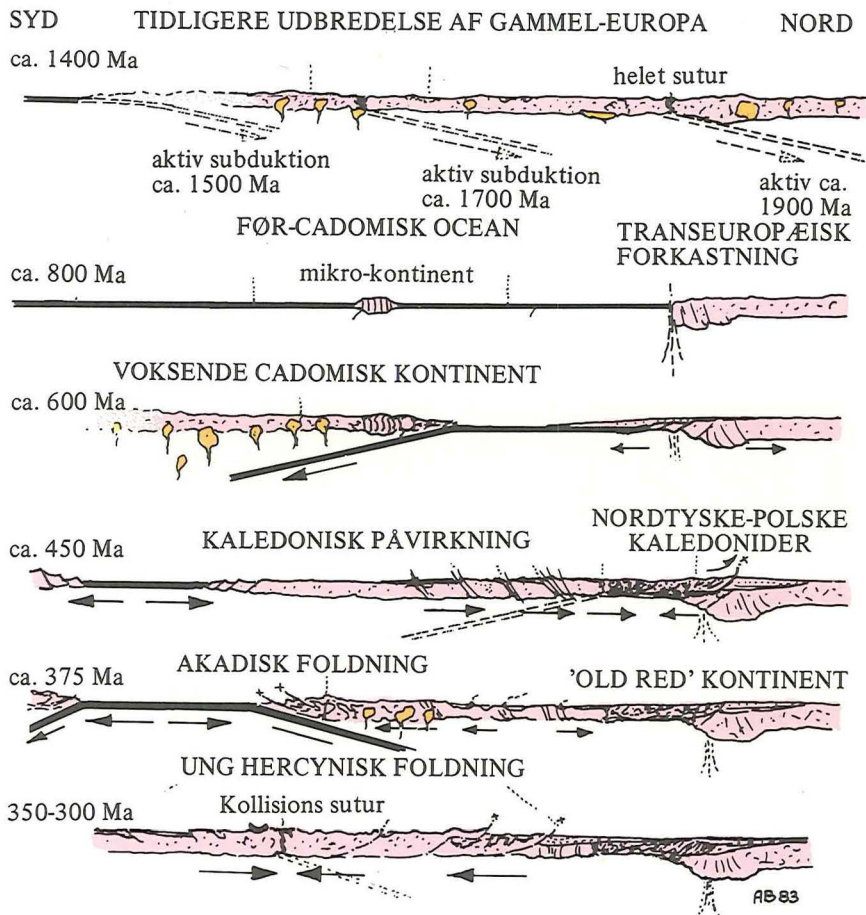 SYD TIDLIGERE UDBREDELSE AF GAMMEL-EUROPA NORD
ca. 1400 Ma
helet sutur
aktiv subduktion
ca. 1500 Ma
aktiv subduktion
ca. 1700 Ma
aktiv ca.
1900 Ma
FØR-CADOMISK OCEAN
TRANSEUROPÆISK
FORKASTNING
ca. 800 Ma
mikro-kontinent
VOKSENDE CADOMISK KONTINENT
ca. 600 Ma
NORDTYSKE-POLSKE
KALEDONIDER
ca. 450 Ma
KALEDONISK PÅVIRKNING
ca. 375 Ma
AKADISK FOLDNING
'OLD RED' KONTINENT
UNG HERCYNISK FOLDNING
350-300 Ma
Kollisions sutur
AB 83